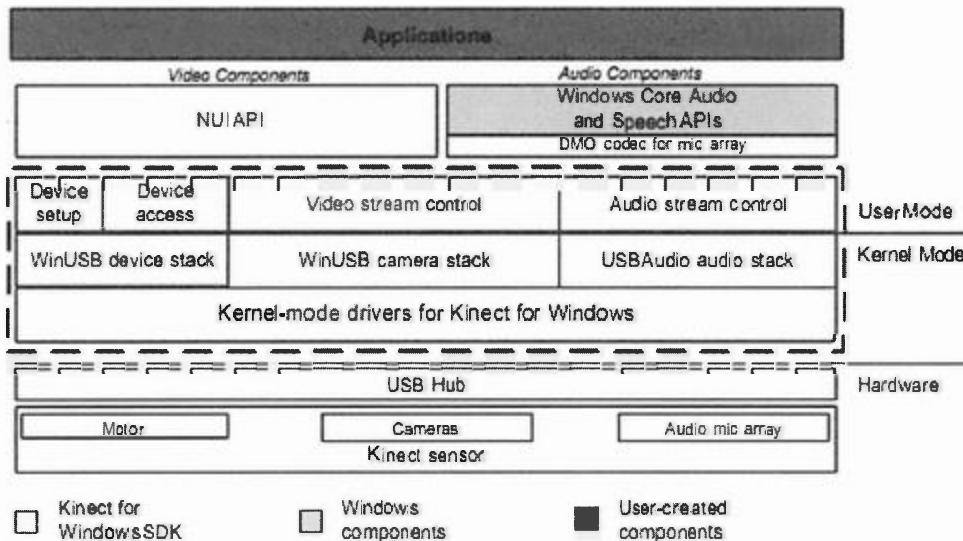 Applications
Video Components
Audio Components
NUI API
Windows Core Audio
and Speech APIs
DMO codec for mic array
Device
setup
Device
access
Video stream control
Audio stream control
User Mode
WinUSB device stack
WinUSB camera stack
USBAudio audio stack
Kernel Mode
Kernel-mode drivers for Kinect for Windows
USB Hub
Hardware
Motor
Cameras
Audio mic array
Kinect sensor
Kinect for
Windows SDK
Windows
components
User-created
components